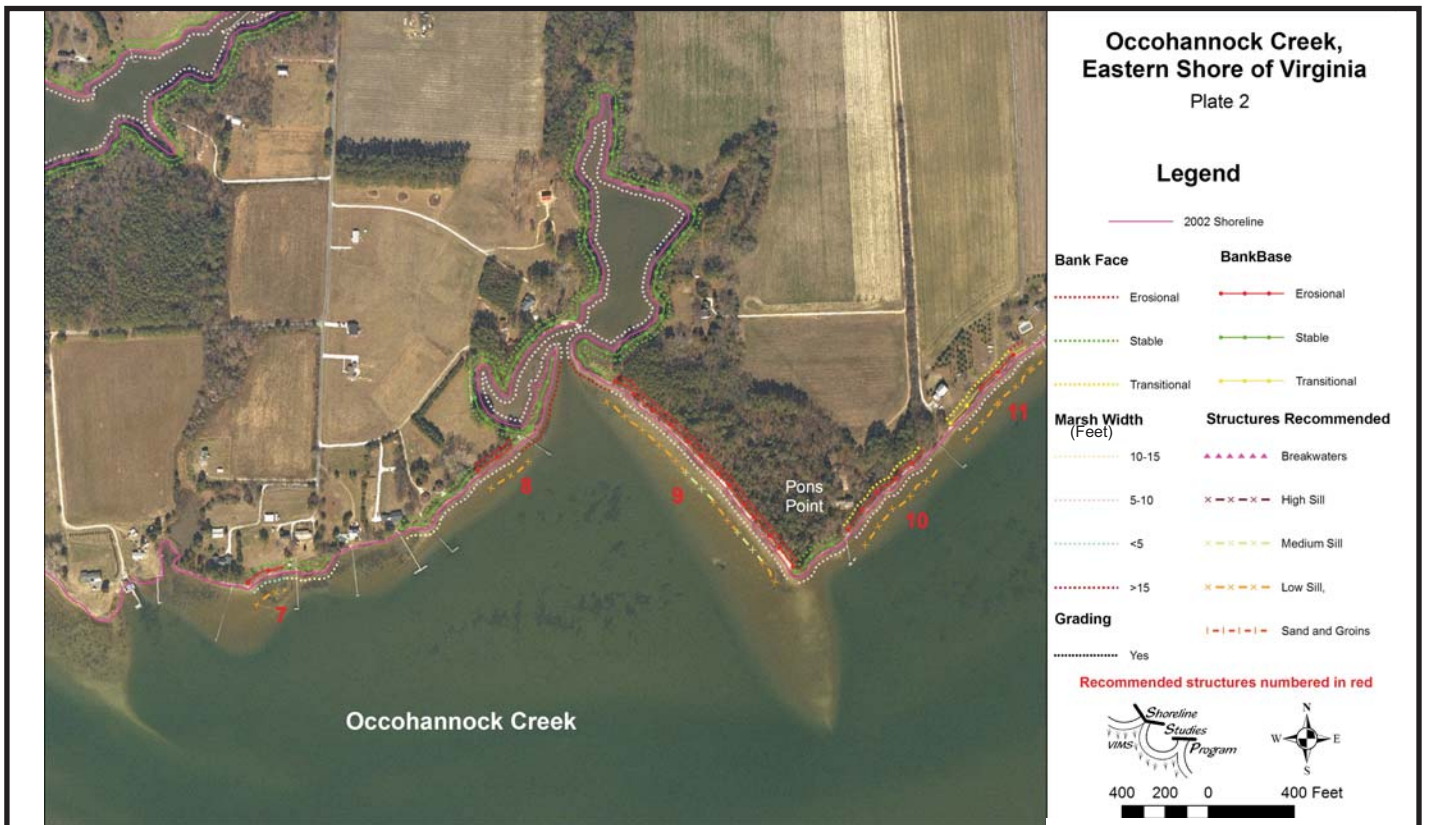 Occohannock Creek,
Eastern Shore of Virginia
Plate 2
Legend
2002 Shoreline
Bank Face
Erosional
Stable
Transitional
BankBase
Erosional
Stable
Transitional
Marsh Width
(Feet)
10-15
5-10
<5
>15
Structures Recommended
Breakwaters
High Sill
Medium Sill
Low Sill,
Sand and Groins
Grading
Yes
Recommended structures numbered in red
Shoreline
Studies
Program
VIMS
N
W E
S
400 200 0 400 Feet
7
8
9
10
11
Pons
Point
Occohannock Creek